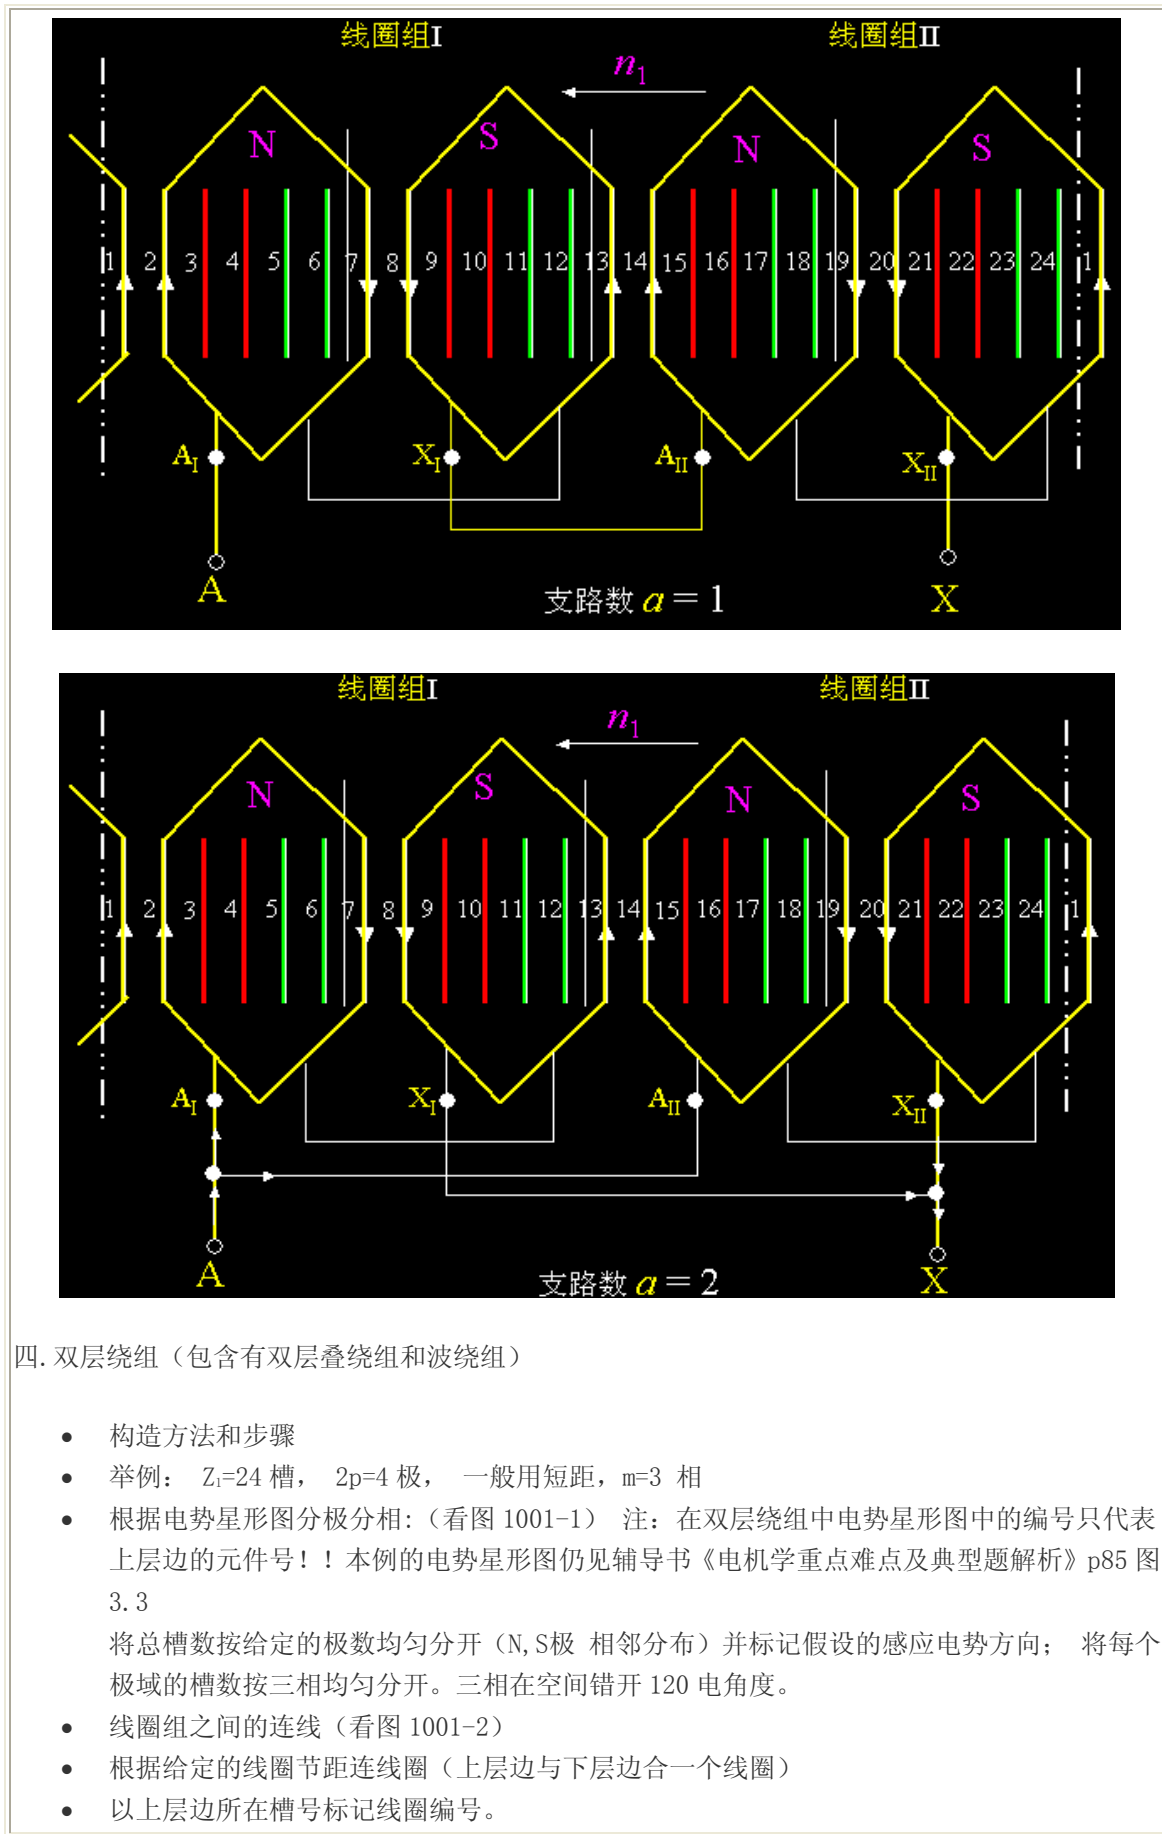 线圈组I 线圈组II
n1
N S N S
1 2 3 4 5 6 7 8 9 10 11 12 13 14 15 16 17 18 19 20 21 22 23 24 1
AI XI AII XII
A 支路数 a = 1 X
线圈组I 线圈组II
n1
N S N S
1 2 3 4 5 6 7 8 9 10 11 12 13 14 15 16 17 18 19 20 21 22 23 24 1
AI XI AII XII
A 支路数 a = 2 X
四.双层绕组（包含有双层叠绕组和波绕组）
• 构造方法和步骤
• 举例： Z1=24 槽， 2p=4 极， 一般用短距，m=3 相
• 根据电势星形图分极分相:（看图 1001-1） 注：在双层绕组中电势星形图中的编号只代表
上层边的元件号！！本例的电势星形图仍见辅导书《电机学重点难点及典型题解析》p85 图
3.3
将总槽数按给定的极数均匀分开（N,S极 相邻分布）并标记假设的感应电势方向； 将每个
极域的槽数按三相均匀分开。三相在空间错开 120 电角度。
• 线圈组之间的连线（看图 1001-2）
• 根据给定的线圈节距连线圈（上层边与下层边合一个线圈）
• 以上层边所在槽号标记线圈编号。